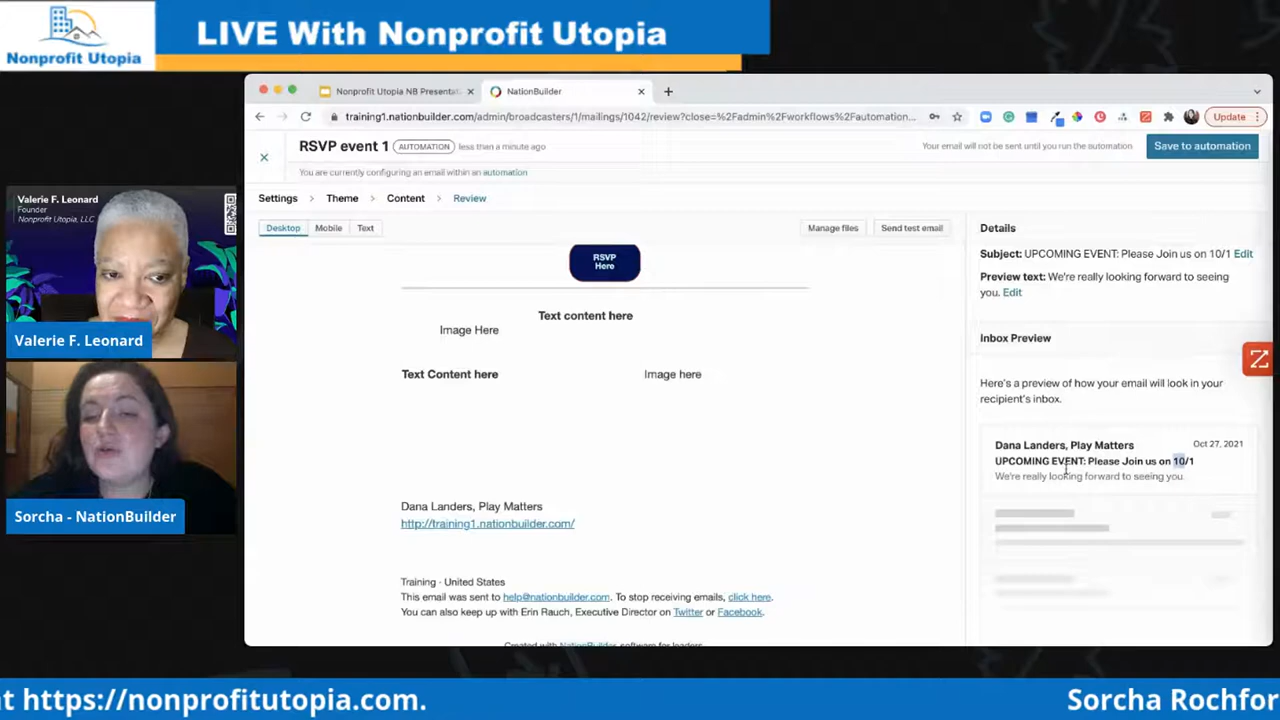 LIVE With Nonprofit Utopia
Nonprofit Utopia
Nonprofit Utopia NB Presentat
NationBuilder
training1.nationbuilder.com/admin/broadcasters/1/mailings/1042/review?close=%2Fadmin%2Fworkflows%2Fautomation...
Update
RSVP event 1
AUTOMATION
less than a minute ago
Your email will not be sent until you run the automation
Save to automation
You are currently configuring an email within an automation
Settings > Theme > Content > Review
Desktop
Mobile
Text
Manage files
Send test email
RSVP
Here
Text content here
Image Here
Text Content here
Image here
Dana Landers, Play Matters
http://training1.nationbuilder.com/
Training · United States
This email was sent to help@nationbuilder.com. To stop receiving emails, click here.
You can also keep up with Erin Rauch, Executive Director on Twitter or Facebook.
Created with NationBuilder software for leaders
Details
Subject: UPCOMING EVENT: Please Join us on 10/1 Edit
Preview text: We're really looking forward to seeing
you. Edit
Inbox Preview
Here's a preview of how your email will look in your
recipient's inbox.
Dana Landers, Play Matters
Oct 27, 2021
UPCOMING EVENT: Please Join us on 10/1
We're really looking forward to seeing you.
Valerie F. Leonard
Founder
Nonprofit Utopia, LLC
Valerie F. Leonard
Sorcha - NationBuilder
at https://nonprofitutopia.com.
Sorcha Rochfor